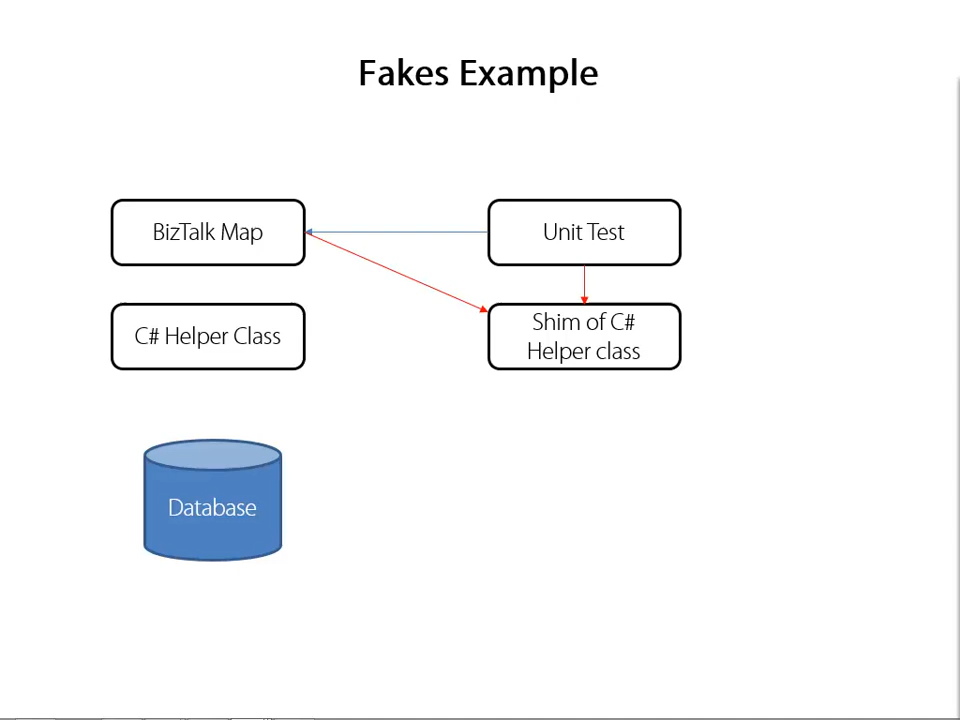 Fakes Example
BizTalk Map
Unit Test
C# Helper Class
Shim of C#
Helper class
Database